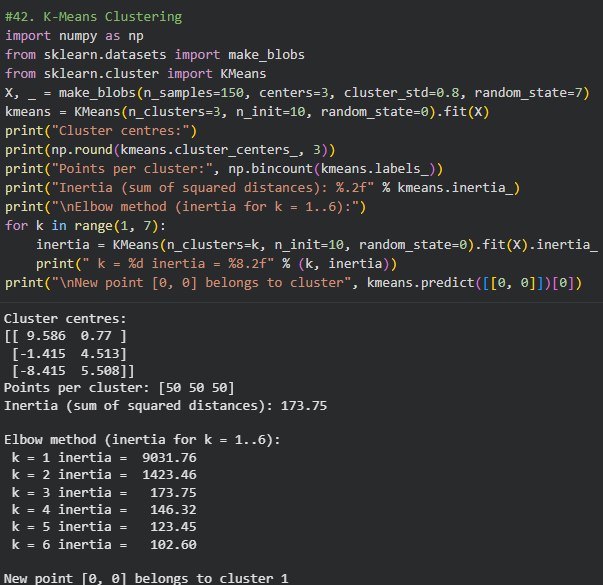 #42. K-Means Clustering
import numpy as np
from sklearn.datasets import make_blobs
from sklearn.cluster import KMeans
X, _ = make_blobs(n_samples=150, centers=3, cluster_std=0.8, random_state=7)
kmeans = KMeans(n_clusters=3, n_init=10, random_state=0).fit(X)
print("Cluster centres:")
print(np.round(kmeans.cluster_centers_, 3))
print("Points per cluster:", np.bincount(kmeans.labels_))
print("Inertia (sum of squared distances): %.2f" % kmeans.inertia_)
print("\nElbow method (inertia for k = 1..6):")
for k in range(1, 7):
    inertia = KMeans(n_clusters=k, n_init=10, random_state=0).fit(X).inertia_
    print(" k = %d inertia = %8.2f" % (k, inertia))
print("\nNew point [0, 0] belongs to cluster", kmeans.predict([[0, 0]])[0])
Cluster centres:
[[ 9.586  0.77 ]
 [-1.415  4.513]
 [-8.415  5.508]]
Points per cluster: [50 50 50]
Inertia (sum of squared distances): 173.75
Elbow method (inertia for k = 1..6):
 k = 1 inertia =  9031.76
 k = 2 inertia =  1423.46
 k = 3 inertia =   173.75
 k = 4 inertia =   146.32
 k = 5 inertia =   123.45
 k = 6 inertia =   102.60
New point [0, 0] belongs to cluster 1